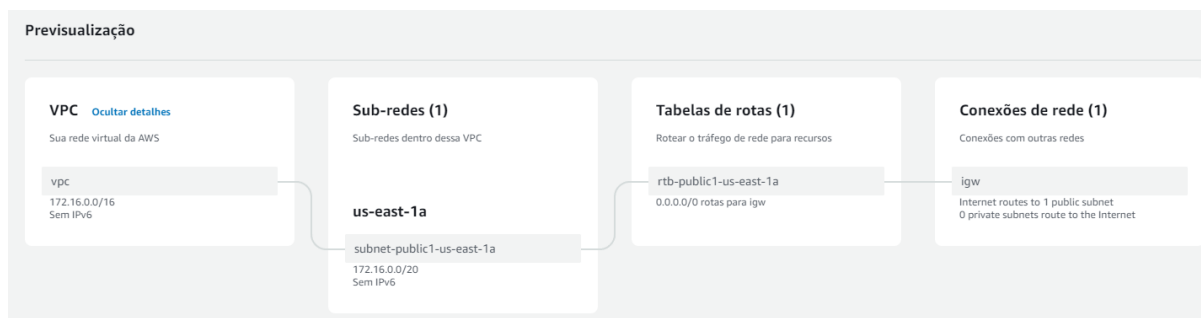 Previsualização
VPC Ocultar detalhes
Sua rede virtual da AWS
vpc
172.16.0.0/16
Sem IPv6
Sub-redes (1)
Sub-redes dentro dessa VPC
us-east-1a
subnet-public1-us-east-1a
172.16.0.0/20
Sem IPv6
Tabelas de rotas (1)
Rotear o tráfego de rede para recursos
rtb-public1-us-east-1a
0.0.0.0/0 rotas para igw
Conexões de rede (1)
Conexões com outras redes
igw
Internet routes to 1 public subnet
0 private subnets route to the Internet